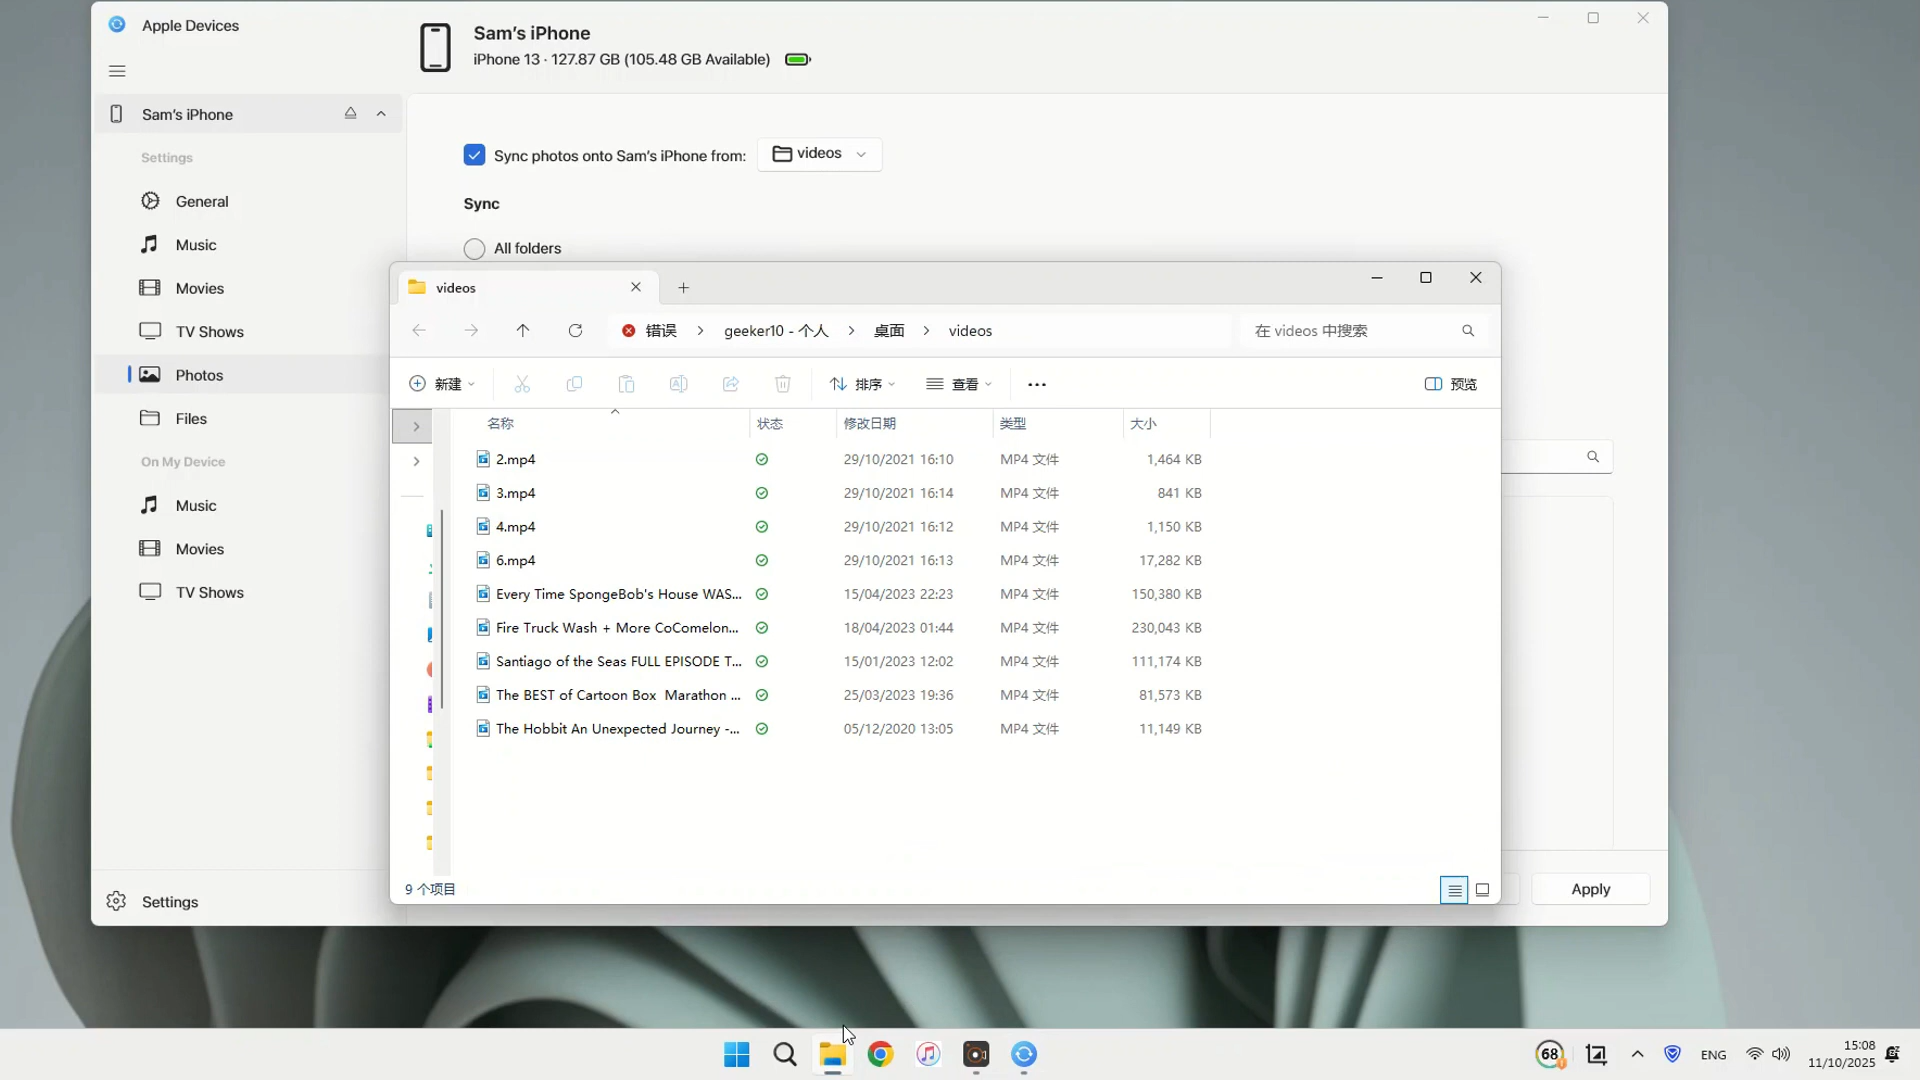 Apple Devices
Sam's iPhone
iPhone 13 · 127.87 GB (105.48 GB Available)
Sam's iPhone
Settings
General
Music
Movies
TV Shows
Photos
Files
On My Device
Music
Movies
TV Shows
Settings
Sync photos onto Sam's iPhone from: videos
Sync
All folders
videos
错误 geeker10 - 个人 桌面 videos
在 videos 中搜索
新建 排序 查看 预览
名称 状态 修改日期 类型 大小
2.mp4 29/10/2021 16:10 MP4 文件 1,464 KB
3.mp4 29/10/2021 16:14 MP4 文件 841 KB
4.mp4 29/10/2021 16:12 MP4 文件 1,150 KB
6.mp4 29/10/2021 16:13 MP4 文件 17,282 KB
Every Time SpongeBob's House WAS... 15/04/2023 22:23 MP4 文件 150,380 KB
Fire Truck Wash + More CoComelon... 18/04/2023 01:44 MP4 文件 230,043 KB
Santiago of the Seas FULL EPISODE T... 15/01/2023 12:02 MP4 文件 111,174 KB
The BEST of Cartoon Box Marathon ... 25/03/2023 19:36 MP4 文件 81,573 KB
The Hobbit An Unexpected Journey -... 05/12/2020 13:05 MP4 文件 11,149 KB
9 个项目
Apply
68
ENG
15:08
11/10/2025